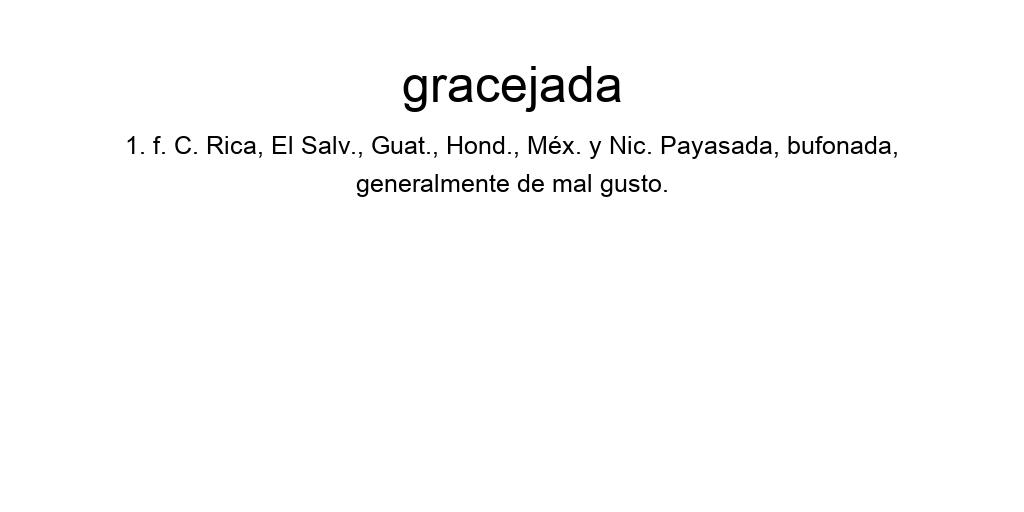 gracejada
1. f. C. Rica, El Salv., Guat., Hond., Méx. y Nic. Payasada, bufonada,
generalmente de mal gusto.